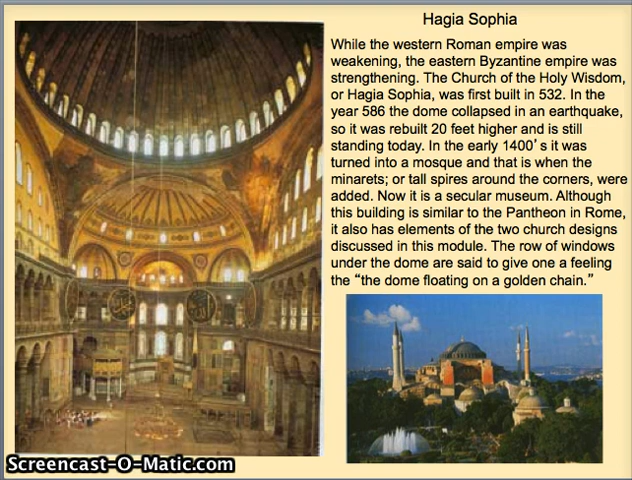 Hagia Sophia
While the western Roman empire was
weakening, the eastern Byzantine empire was
strengthening. The Church of the Holy Wisdom,
or Hagia Sophia, was first built in 532. In the
year 586 the dome collapsed in an earthquake,
so it was rebuilt 20 feet higher and is still
standing today. In the early 1400's it was
turned into a mosque and that is when the
minarets; or tall spires around the corners, were
added. Now it is a secular museum. Although
this building is similar to the Pantheon in Rome,
it also has elements of the two church designs
discussed in this module. The row of windows
under the dome are said to give one a feeling
the “the dome floating on a golden chain.”
Screencast-O-Matic.com